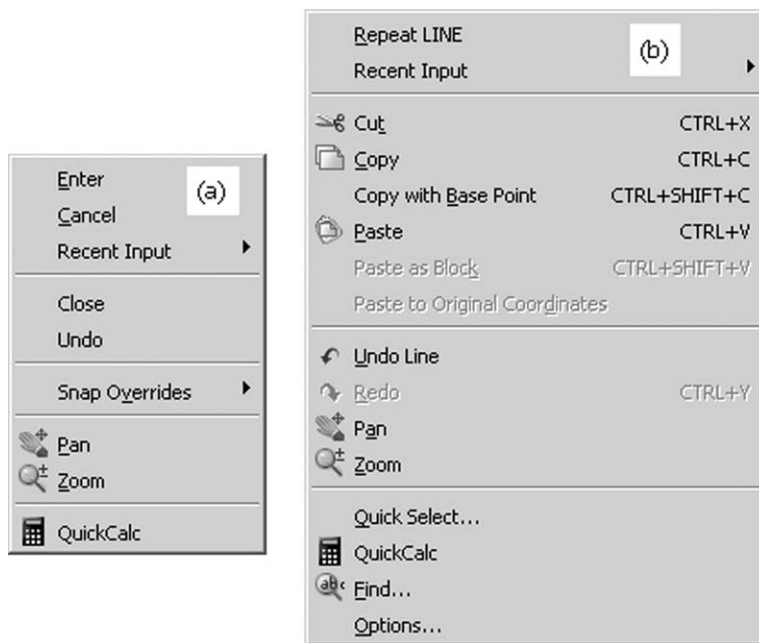 Enter
(a)
Cancel
Recent Input
Close
Undo
Snap Overrides
Pan
Zoom
QuickCalc
Repeat LINE
(b)
Recent Input
Cut CTRL+X
Copy CTRL+C
Copy with Base Point CTRL+SHIFT+C
Paste CTRL+V
Paste as Block CTRL+SHIFT+V
Paste to Original Coordinates
Undo Line
Redo CTRL+Y
Pan
Zoom
Quick Select...
QuickCalc
Find...
Options...